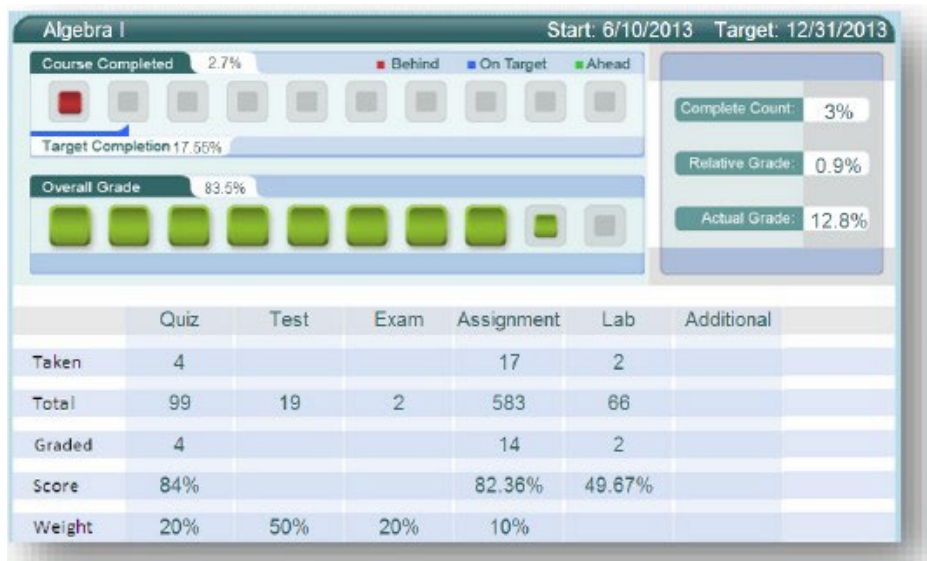 Algebra I Start: 6/10/2013 Target: 12/31/2013
Course Completed 2.7% Behind On Target Ahead
Target Completion 17.55%
Overall Grade 83.5%
Complete Count: 3%
Relative Grade: 0.9%
Actual Grade: 12.8%
Quiz Test Exam Assignment Lab Additional
Taken 4 17 2
Total 99 19 2 583 66
Graded 4 14 2
Score 84% 82.36% 49.67%
Weight 20% 50% 20% 10%